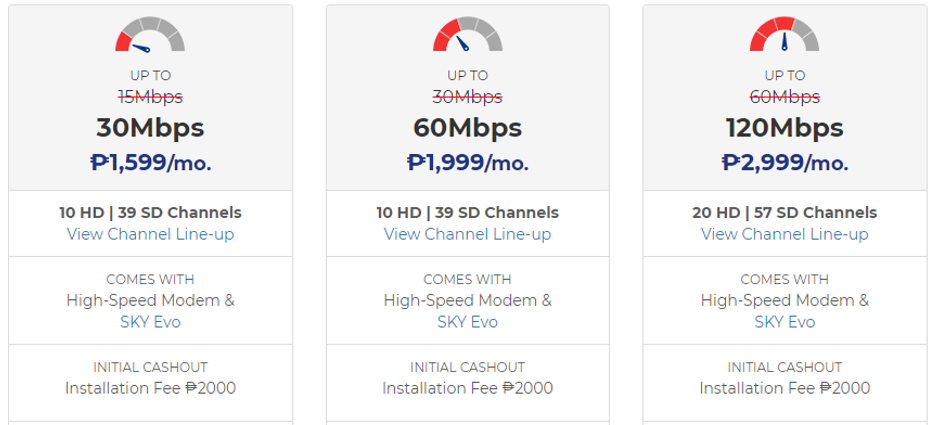 UP TO
15Mbps
30Mbps
₱1,599/mo.
10 HD | 39 SD Channels
View Channel Line-up
COMES WITH
High-Speed Modem &
SKY Evo
INITIAL CASHOUT
Installation Fee ₱2000
UP TO
30Mbps
60Mbps
₱1,999/mo.
10 HD | 39 SD Channels
View Channel Line-up
COMES WITH
High-Speed Modem &
SKY Evo
INITIAL CASHOUT
Installation Fee ₱2000
UP TO
60Mbps
120Mbps
₱2,999/mo.
20 HD | 57 SD Channels
View Channel Line-up
COMES WITH
High-Speed Modem &
SKY Evo
INITIAL CASHOUT
Installation Fee ₱2000